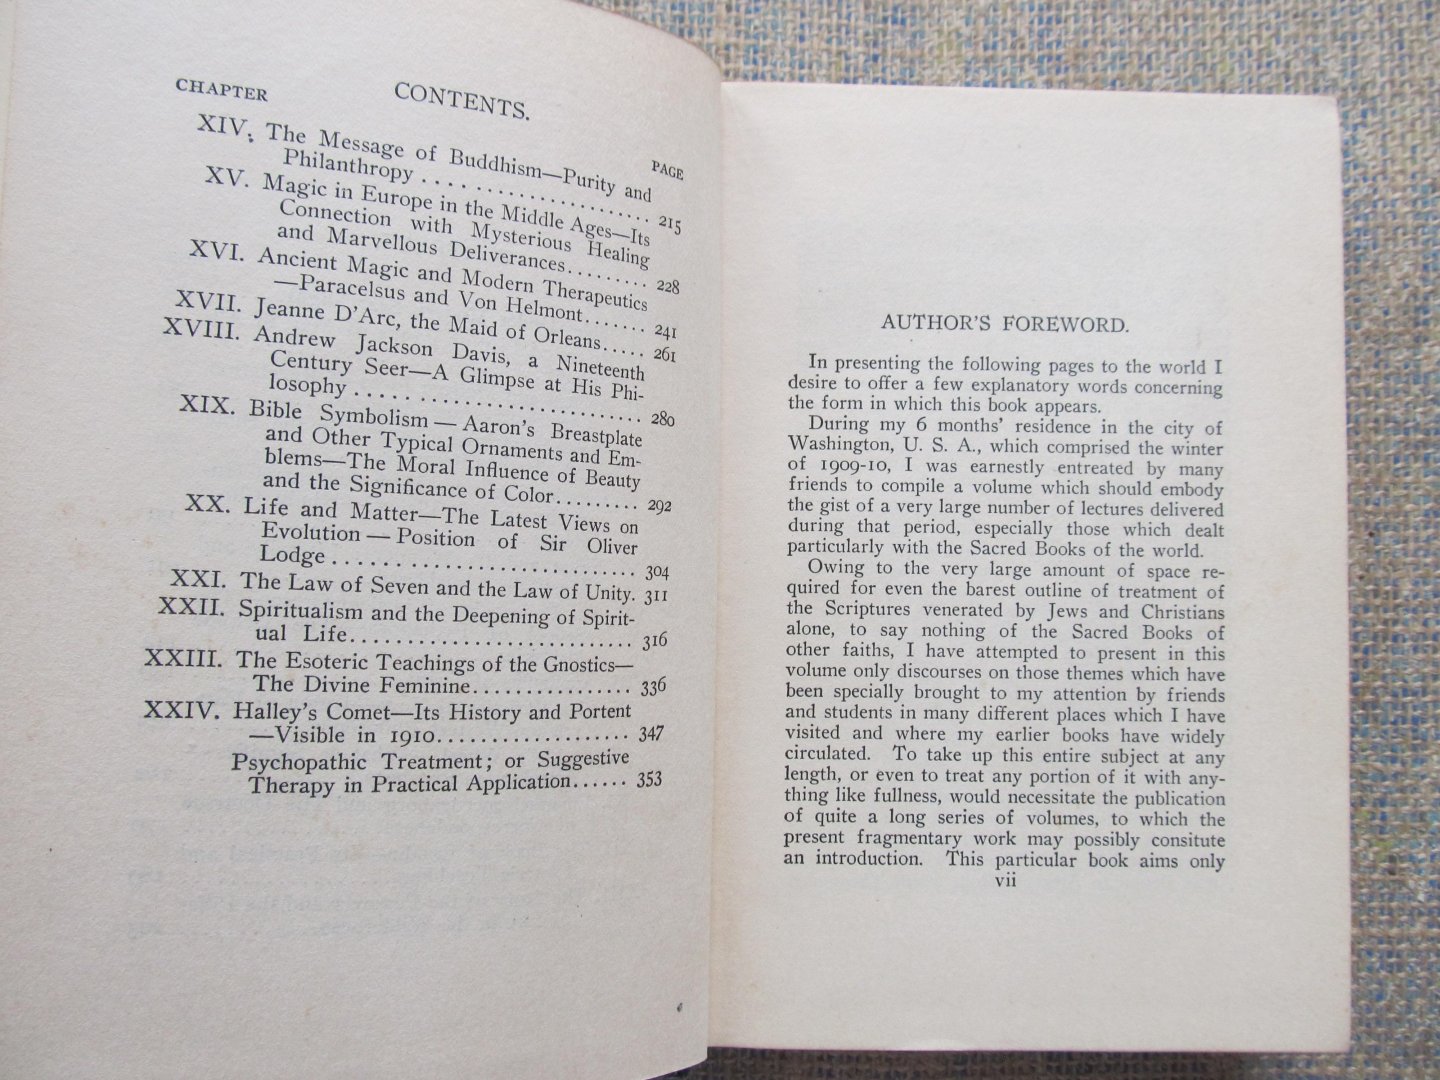 CHAPTER CONTENTS.
PAGE
XIV. The Message of Buddhism—Purity and
Philanthropy ..................... 215
XV. Magic in Europe in the Middle Ages—Its
Connection with Mysterious Healing
and Marvellous Deliverances......... 228
XVI. Ancient Magic and Modern Therapeutics
—Paracelsus and Von Helmont....... 241
XVII. Jeanne D'Arc, the Maid of Orleans..... 261
XVIII. Andrew Jackson Davis, a Nineteenth
Century Seer—A Glimpse at His Phi-
losophy ......................... 280
XIX. Bible Symbolism — Aaron's Breastplate
and Other Typical Ornaments and Em-
blems—The Moral Influence of Beauty
and the Significance of Color......... 292
XX. Life and Matter—The Latest Views on
Evolution — Position of Sir Oliver
Lodge ............................ 304
XXI. The Law of Seven and the Law of Unity. 311
XXII. Spiritualism and the Deepening of Spirit-
ual Life.......................... 316
XXIII. The Esoteric Teachings of the Gnostics—
The Divine Feminine................ 336
XXIV. Halley's Comet—Its History and Portent
—Visible in 1910................... 347
Psychopathic Treatment; or Suggestive
Therapy in Practical Application...... 353
AUTHOR'S FOREWORD.
In presenting the following pages to the world I
desire to offer a few explanatory words concerning
the form in which this book appears.
During my 6 months' residence in the city of
Washington, U. S. A., which comprised the winter
of 1909-10, I was earnestly entreated by many
friends to compile a volume which should embody
the gist of a very large number of lectures delivered
during that period, especially those which dealt
particularly with the Sacred Books of the world.
Owing to the very large amount of space re-
quired for even the barest outline of treatment of
the Scriptures venerated by Jews and Christians
alone, to say nothing of the Sacred Books of
other faiths, I have attempted to present in this
volume only discourses on those themes which have
been specially brought to my attention by friends
and students in many different places which I have
visited and where my earlier books have widely
circulated. To take up this entire subject at any
length, or even to treat any portion of it with any-
thing like fullness, would necessitate the publication
of quite a long series of volumes, to which the
present fragmentary work may possibly consitute
an introduction. This particular book aims only
vii